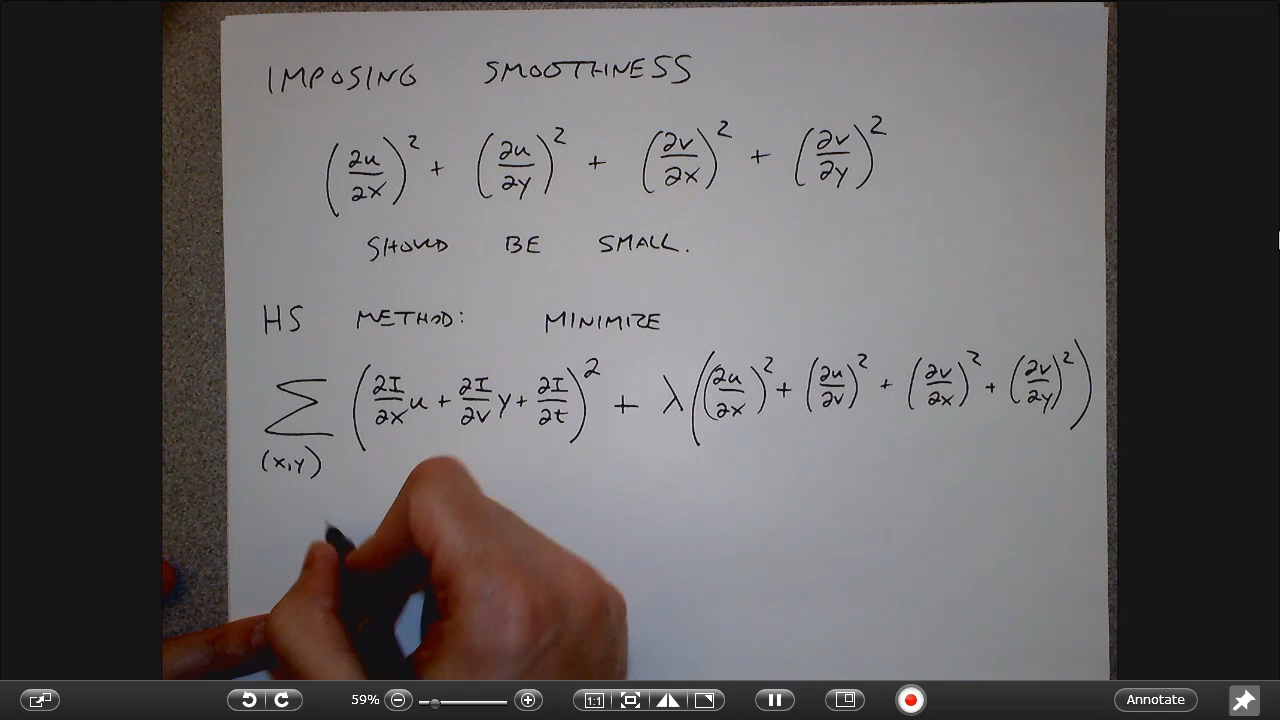 IMPOSING SMOOTHNESS
(∂u/∂x)² + (∂u/∂y)² + (∂v/∂x)² + (∂v/∂y)²
SHOULD BE SMALL.
HS METHOD: MINIMIZE
∑ (∂I/∂x u + ∂I/∂v y + ∂I/∂t)² + λ((∂u/∂x)² + (∂u/∂v)² + (∂v/∂x)² + (∂v/∂y)²)
(x,y)
59% 1:1 Annotate